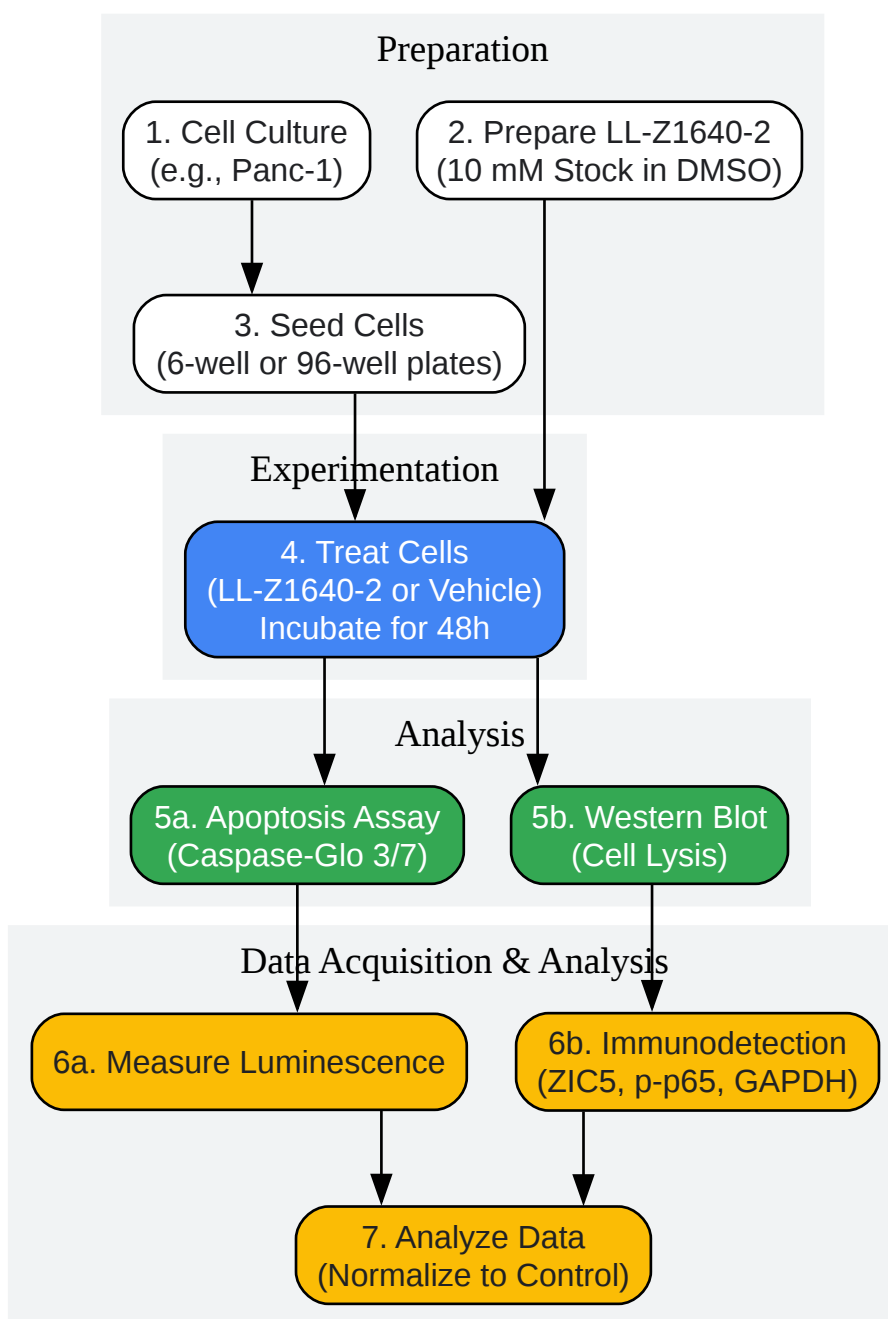 Preparation
1. Cell Culture
(e.g., Panc-1)
2. Prepare LL-Z1640-2
(10 mM Stock in DMSO)
3. Seed Cells
(6-well or 96-well plates)
Experimentation
4. Treat Cells
(LL-Z1640-2 or Vehicle)
Incubate for 48h
Analysis
5a. Apoptosis Assay
(Caspase-Glo 3/7)
5b. Western Blot
(Cell Lysis)
Data Acquisition & Analysis
6a. Measure Luminescence
6b. Immunodetection
(ZIC5, p-p65, GAPDH)
7. Analyze Data
(Normalize to Control)